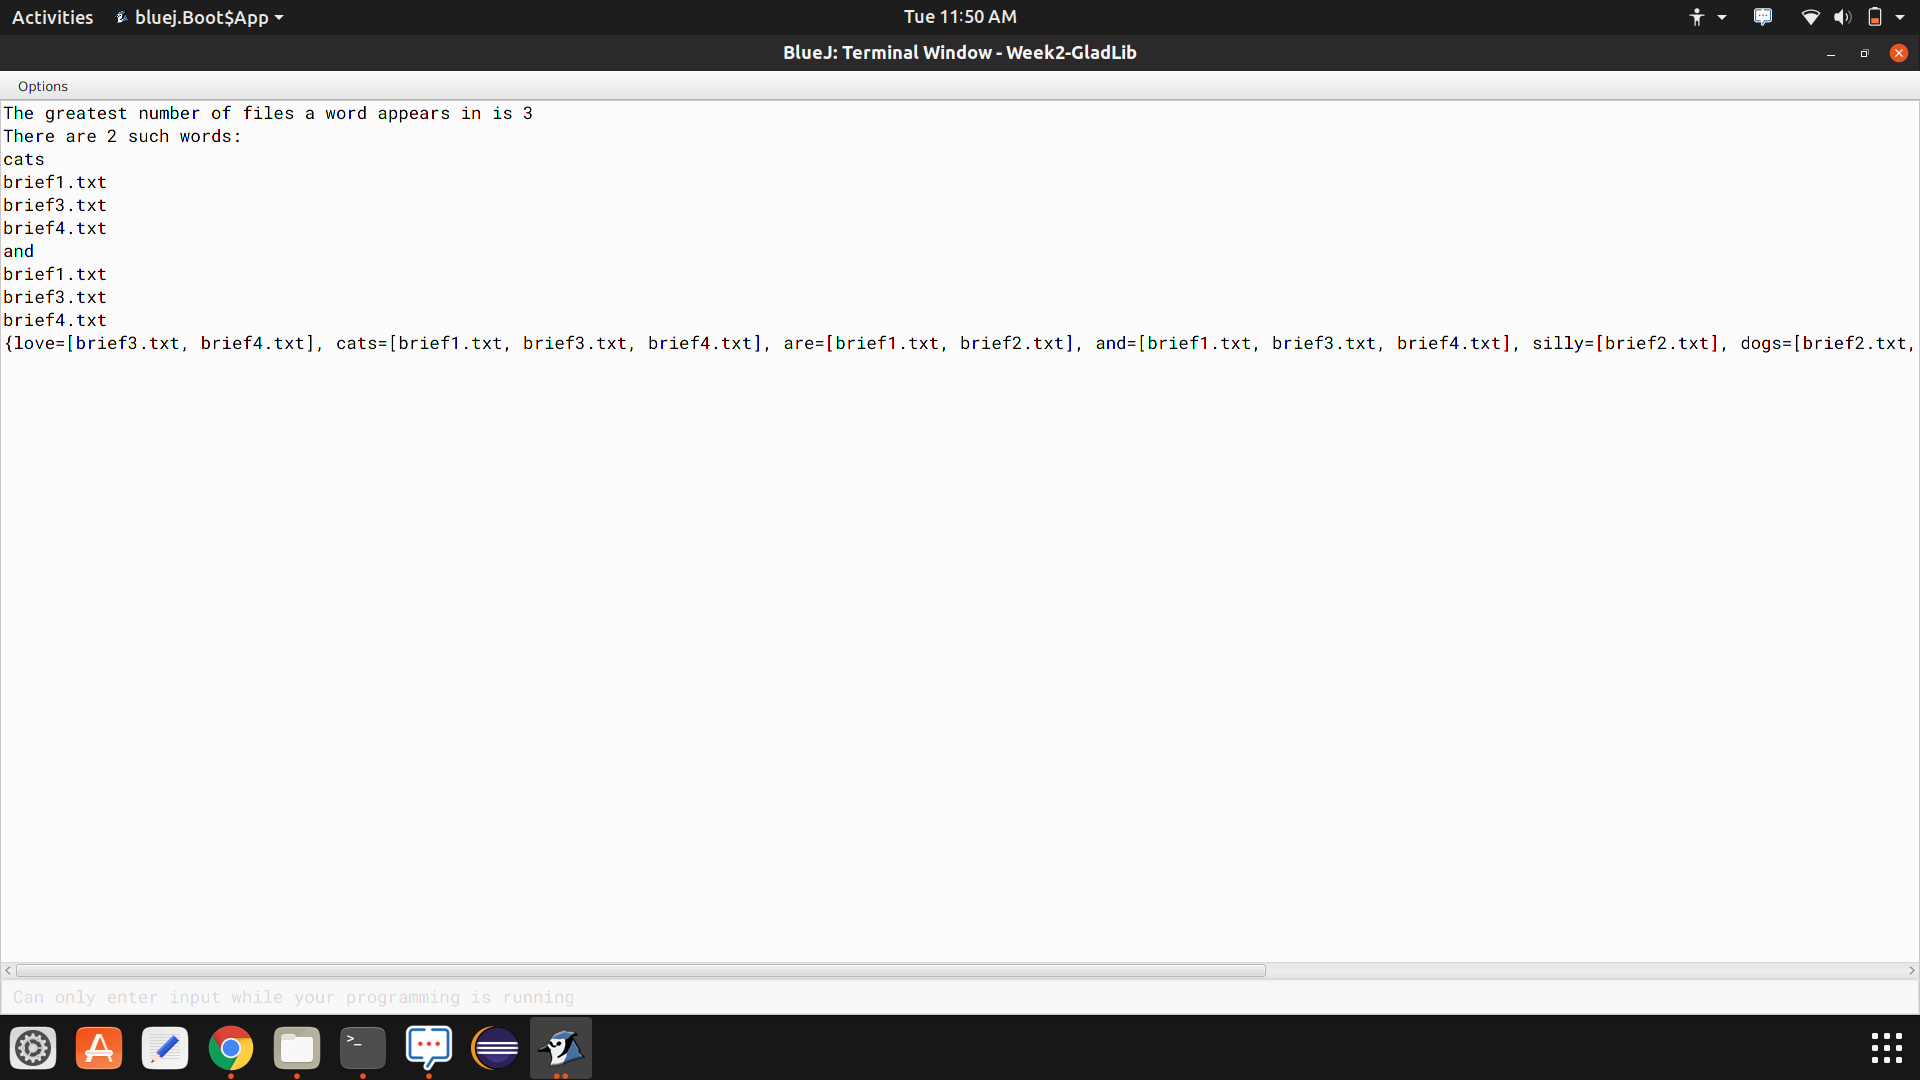 Activities bluej.Boot$App Tue 11:50 AM
BlueJ: Terminal Window - Week2-GladLib
Options
The greatest number of files a word appears in is 3
There are 2 such words:
cats
brief1.txt
brief3.txt
brief4.txt
and
brief1.txt
brief3.txt
brief4.txt
{love=[brief3.txt, brief4.txt], cats=[brief1.txt, brief3.txt, brief4.txt], are=[brief1.txt, brief2.txt], and=[brief1.txt, brief3.txt, brief4.txt], silly=[brief2.txt], dogs=[brief2.txt,
Can only enter input while your programming is running